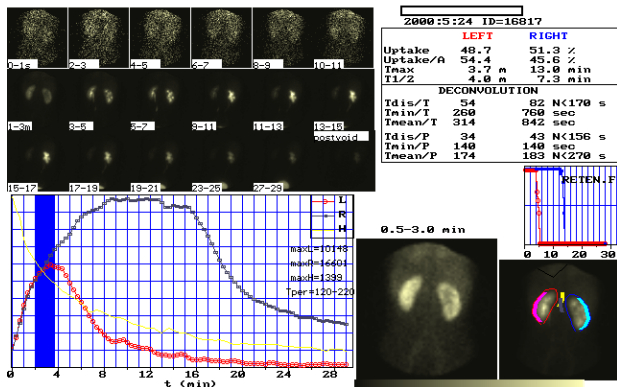 2000:5:24 ID=16817
LEFT RIGHT
Uptake 48.7 51.3 %
Uptake/A 54.4 45.6 %
Tmax 3.7 m 13.0 min
T1/2 4.0 m 7.3 min
DECONVOLUTION
Tdis/T 54 82 N<170 s
Tmin/T 260 760 sec
Tmean/T 314 842 sec
Tdis/P 34 43 N<156 s
Tmin/P 140 140 sec
Tmean/P 174 183 N<270 s
0-1s 2-3 4-5 6-7 8-9 10-11
1-3m 3-5 5-7 9-11 11-13 13-15
postvoid
15-17 17-19 19-21 23-25 27-29
L
R
H
maxL=10148
maxR=16601
maxH=1399
Tper=120-220
0 4 8 12 16 20 24 28
t (min)
RETEN.F
0 10 20 30
0.5-3.0 min